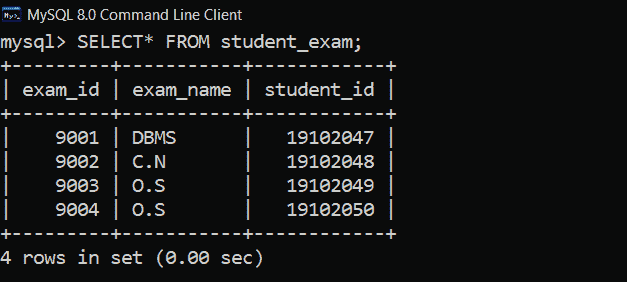 MySQL 8.0 Command Line Client
mysql> SELECT* FROM student_exam;
+---------+-----------+------------+
| exam_id | exam_name | student_id |
+---------+-----------+------------+
|    9001 | DBMS      |   19102047 |
|    9002 | C.N       |   19102048 |
|    9003 | O.S       |   19102049 |
|    9004 | O.S       |   19102050 |
+---------+-----------+------------+
4 rows in set (0.00 sec)